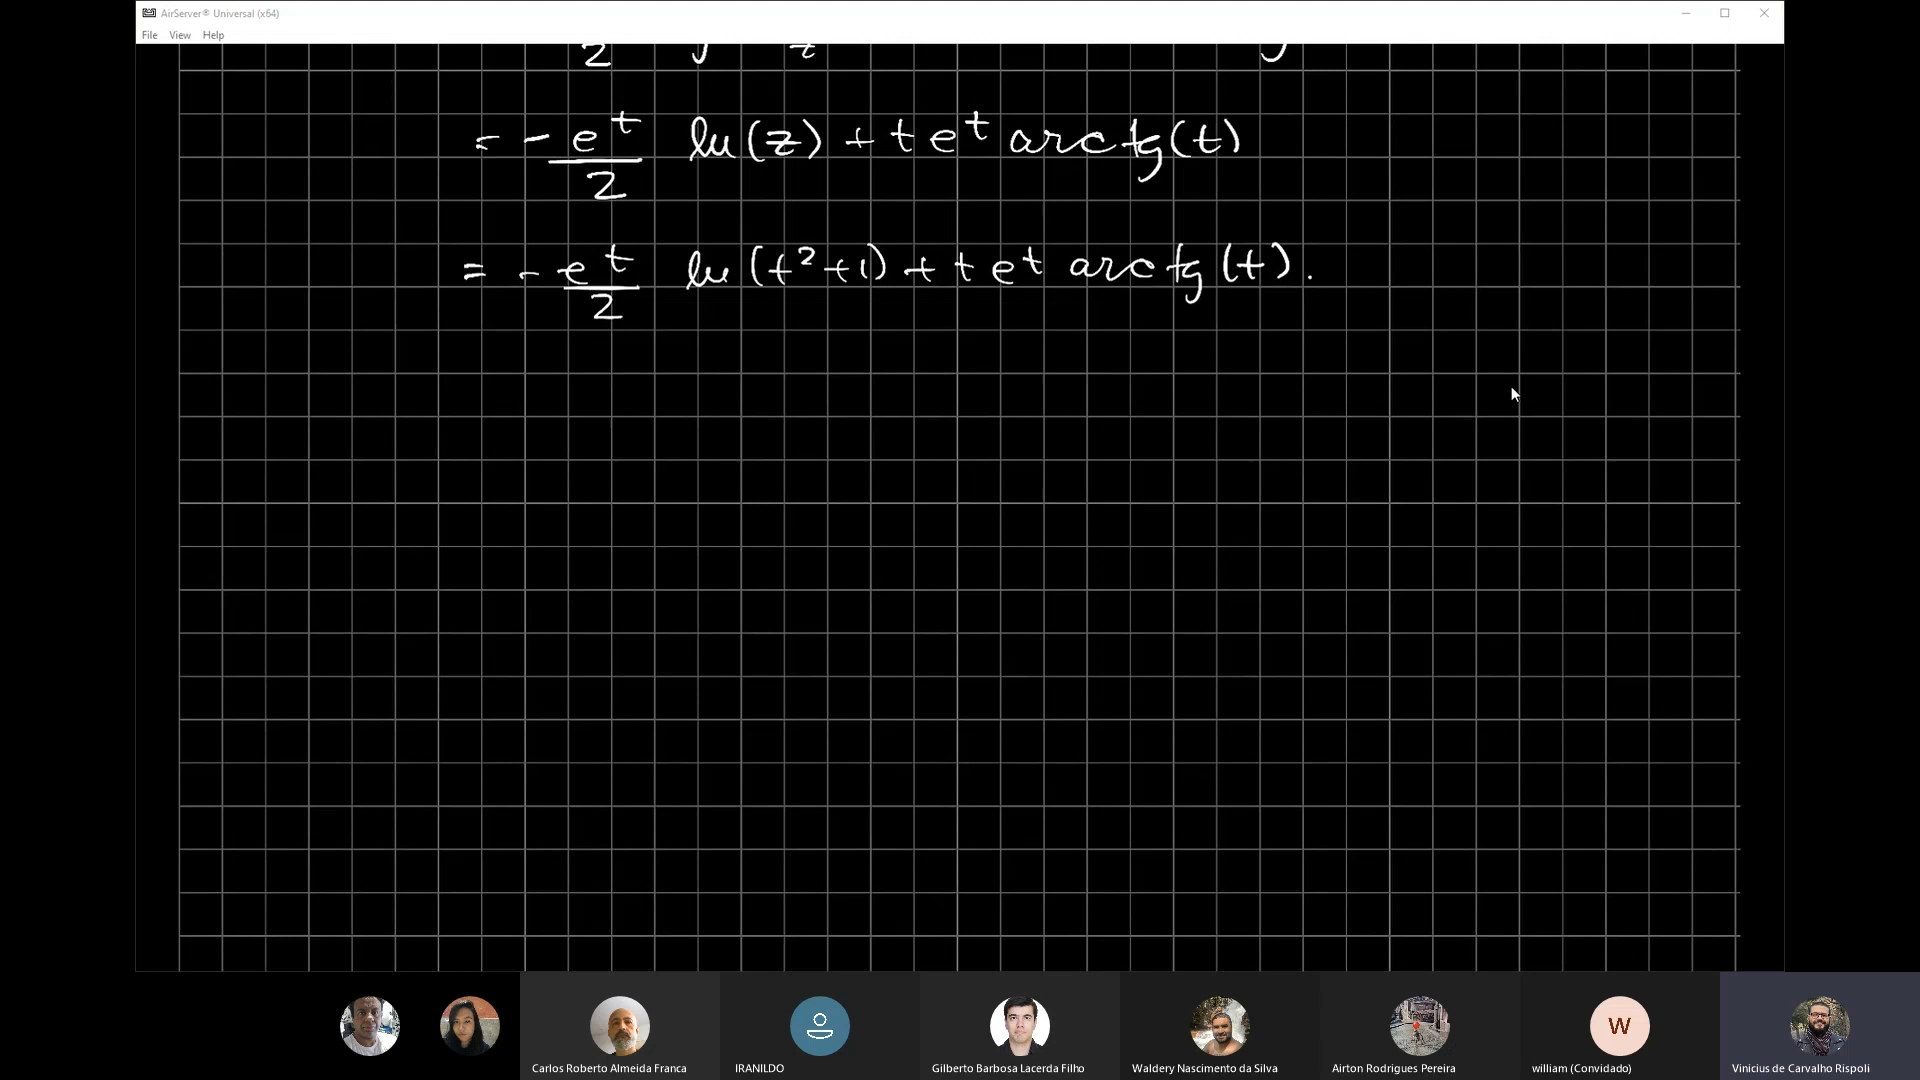 AirServer® Universal (x64)
File View Help
2 z
= - e^t/2 ln(z) + t e^t arctg(t)
= - e^t/2 ln(t²+1) + t e^t arctg(t).
W
Carlos Roberto Almeida Franca
IRANILDO
Gilberto Barbosa Lacerda Filho
Waldery Nascimento da Silva
Airton Rodrigues Pereira
william (Convidado)
Vinicius de Carvalho Rispoli